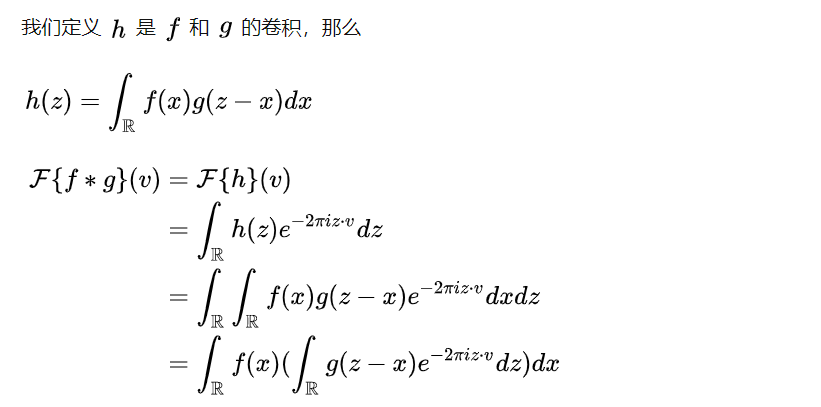 我们定义 h 是 f 和 g 的卷积，那么
h(z) = ∫_ℝ f(x)g(z − x)dx
ℱ{f ∗ g}(v) = ℱ{h}(v)
= ∫_ℝ h(z)e^{−2πiz·v} dz
= ∫_ℝ ∫_ℝ f(x)g(z − x)e^{−2πiz·v} dxdz
= ∫_ℝ f(x)(∫_ℝ g(z − x)e^{−2πiz·v} dz)dx